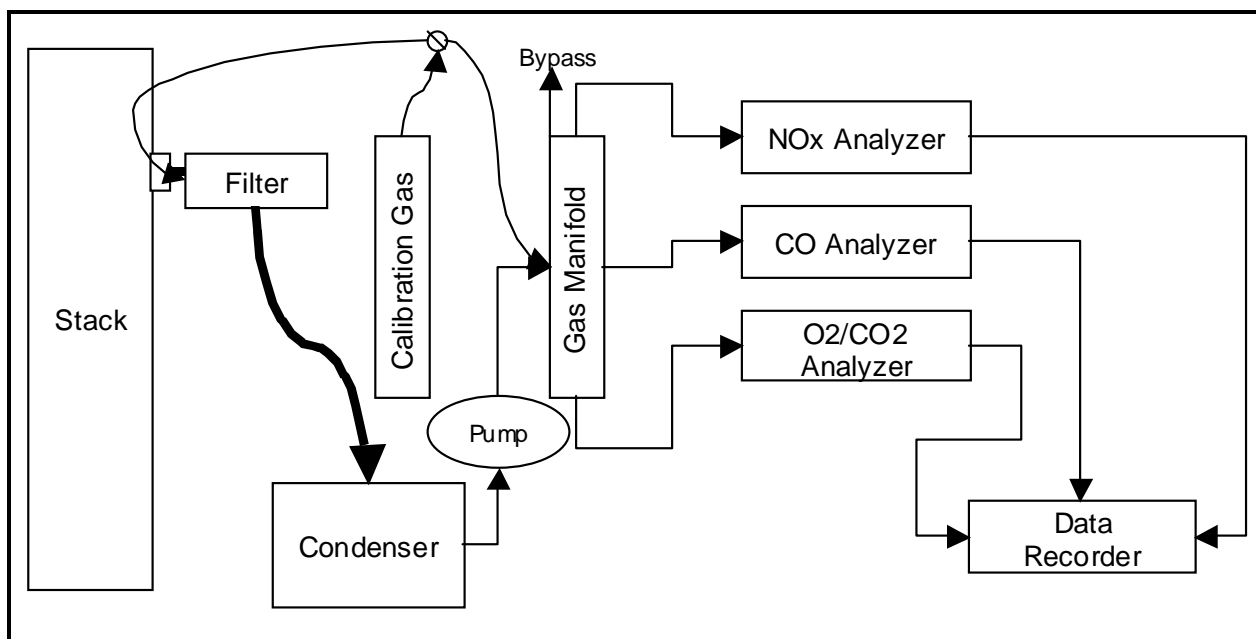 Bypass
NOx Analyzer
Filter
Calibration Gas
Gas Manifold
CO Analyzer
Stack
O2/CO2
Analyzer
Pump
Condenser
Data
Recorder